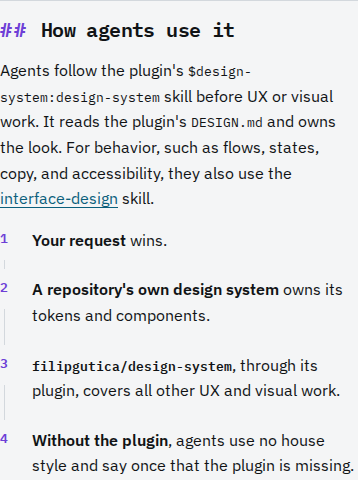 ## How agents use it
Agents follow the plugin's $design-
system:design-system skill before UX or visual
work. It reads the plugin's DESIGN.md and owns
the look. For behavior, such as flows, states,
copy, and accessibility, they also use the
interface-design skill.
1 Your request wins.
2 A repository's own design system owns its
tokens and components.
3 filipgutica/design-system, through its
plugin, covers all other UX and visual work.
4 Without the plugin, agents use no house
style and say once that the plugin is missing.